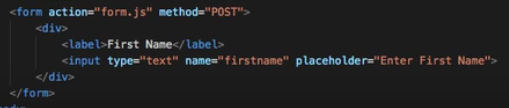 <form action="form.js" method="POST">
<div>
<label>First Name</label>
<input type="text" name="firstname" placeholder="Enter First Name">
</div>
</form>